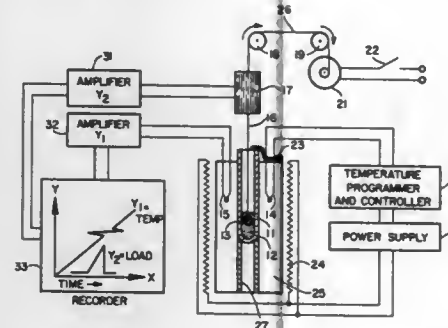 26
31
18
19
22
AMPLIFIER
Y2
17
21
32
AMPLIFIER
Y1
16
23
TEMPERATURE
PROGRAMMER
AND CONTROLLER
15
14
13
11
12
POWER SUPPLY
Y
Y1=
TEMP
Y2=LOAD
X
TIME
33
RECORDER
24
25
27